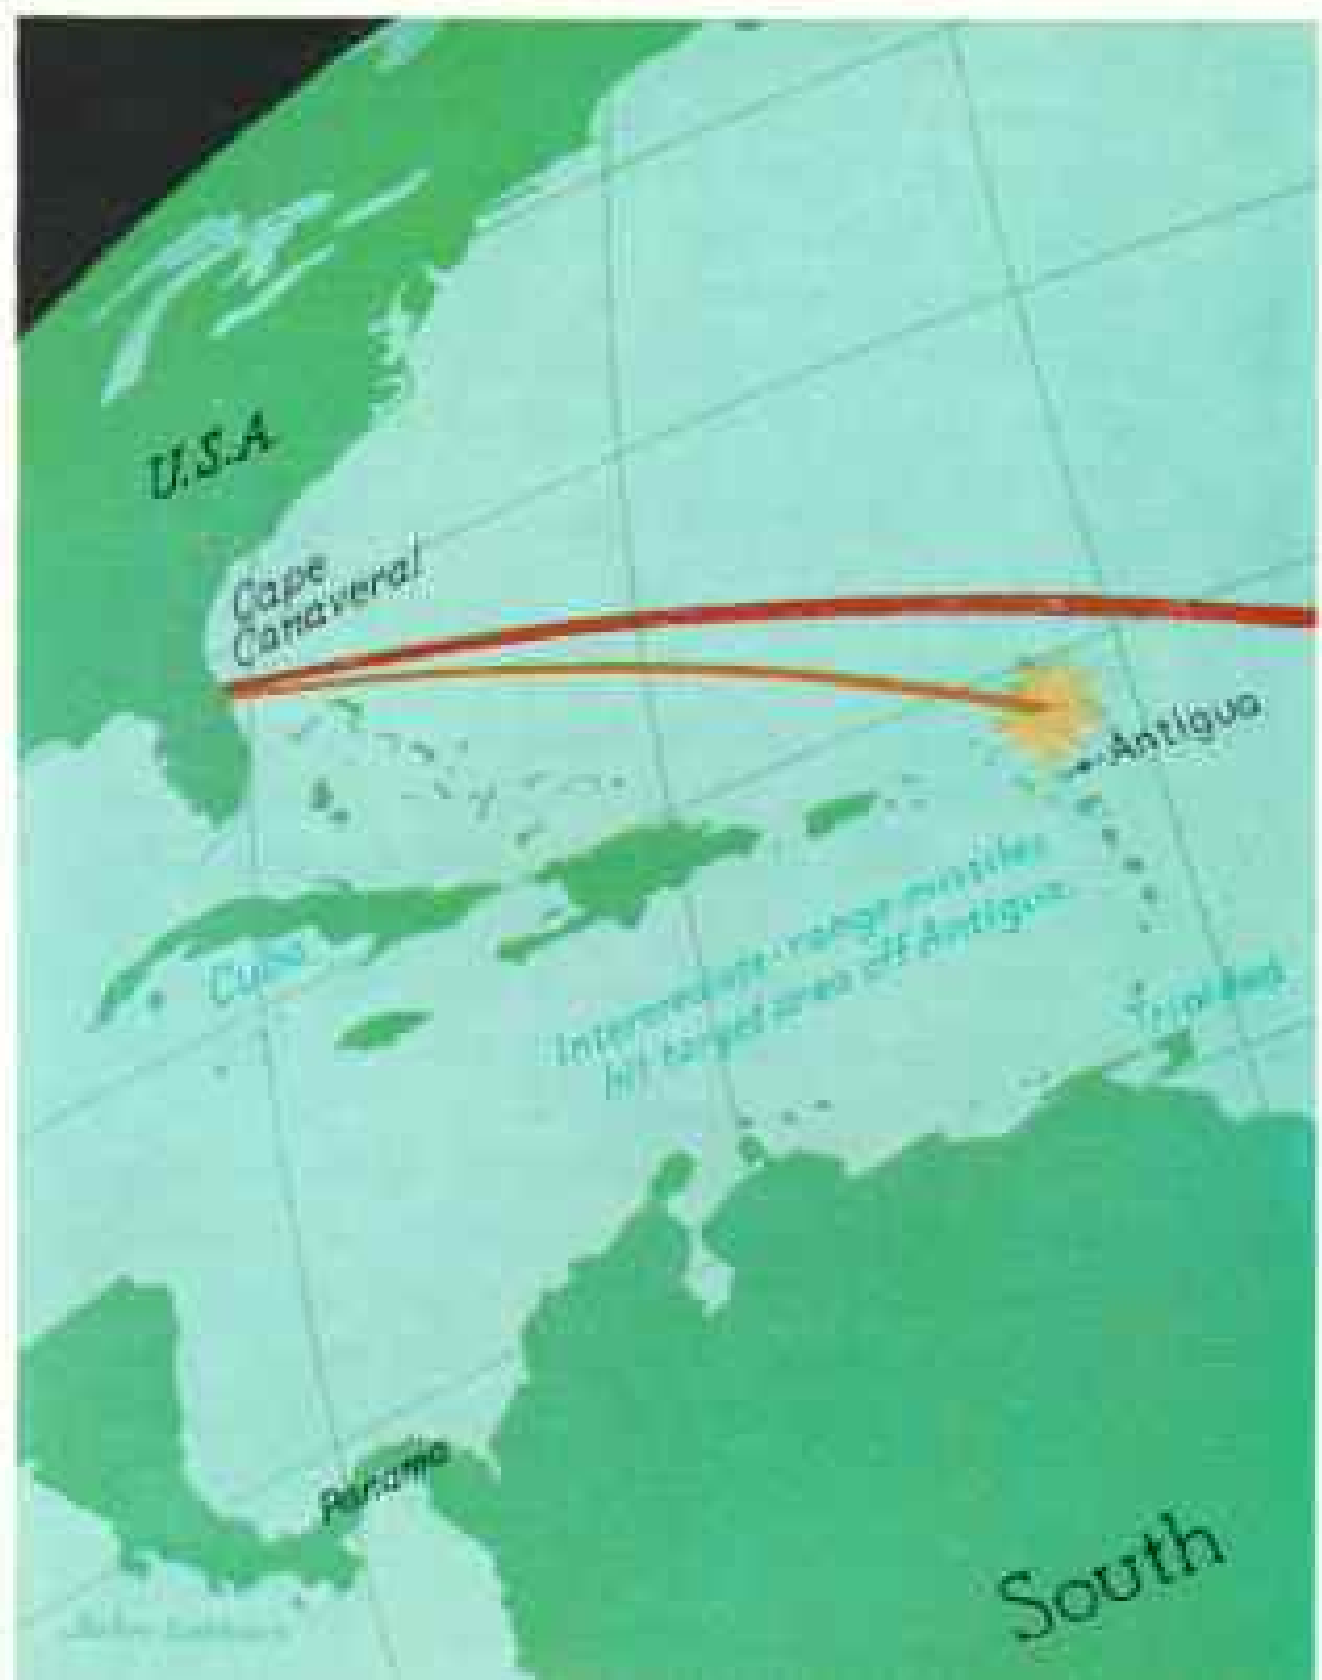 U.S.A
Cape
Canaveral
Antigua
Cuba
Intermediate-range missiles
hit target area off Antigua
Trinidad
Panama
South